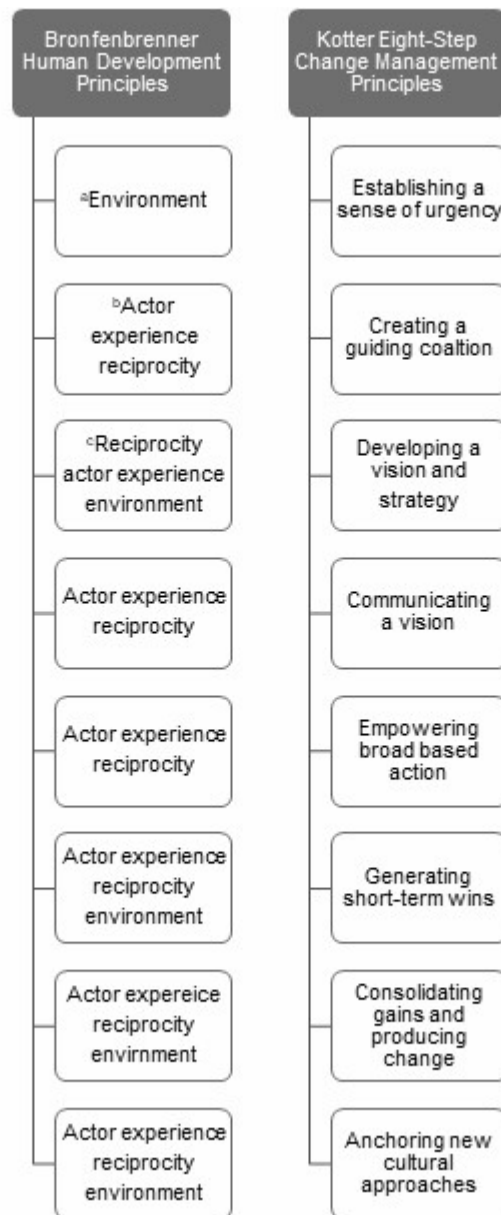 Bronfenbrenner
Human Development
Principles
ᵃEnvironment
ᵇActor
experience
reciprocity
ᶜReciprocity
actor experience
environment
Actor experience
reciprocity
Actor experience
reciprocity
Actor experience
reciprocity
environment
Actor expereice
reciprocity
envirnment
Actor experience
reciprocity
environment
Kotter Eight-Step
Change Management
Principles
Establishing a
sense of urgency
Creating a
guiding coaltion
Developing a
vision and
strategy
Communicating
a vision
Empowering
broad based
action
Generating
short-term wins
Consolidating
gains and
producing
change
Anchoring new
cultural
approaches